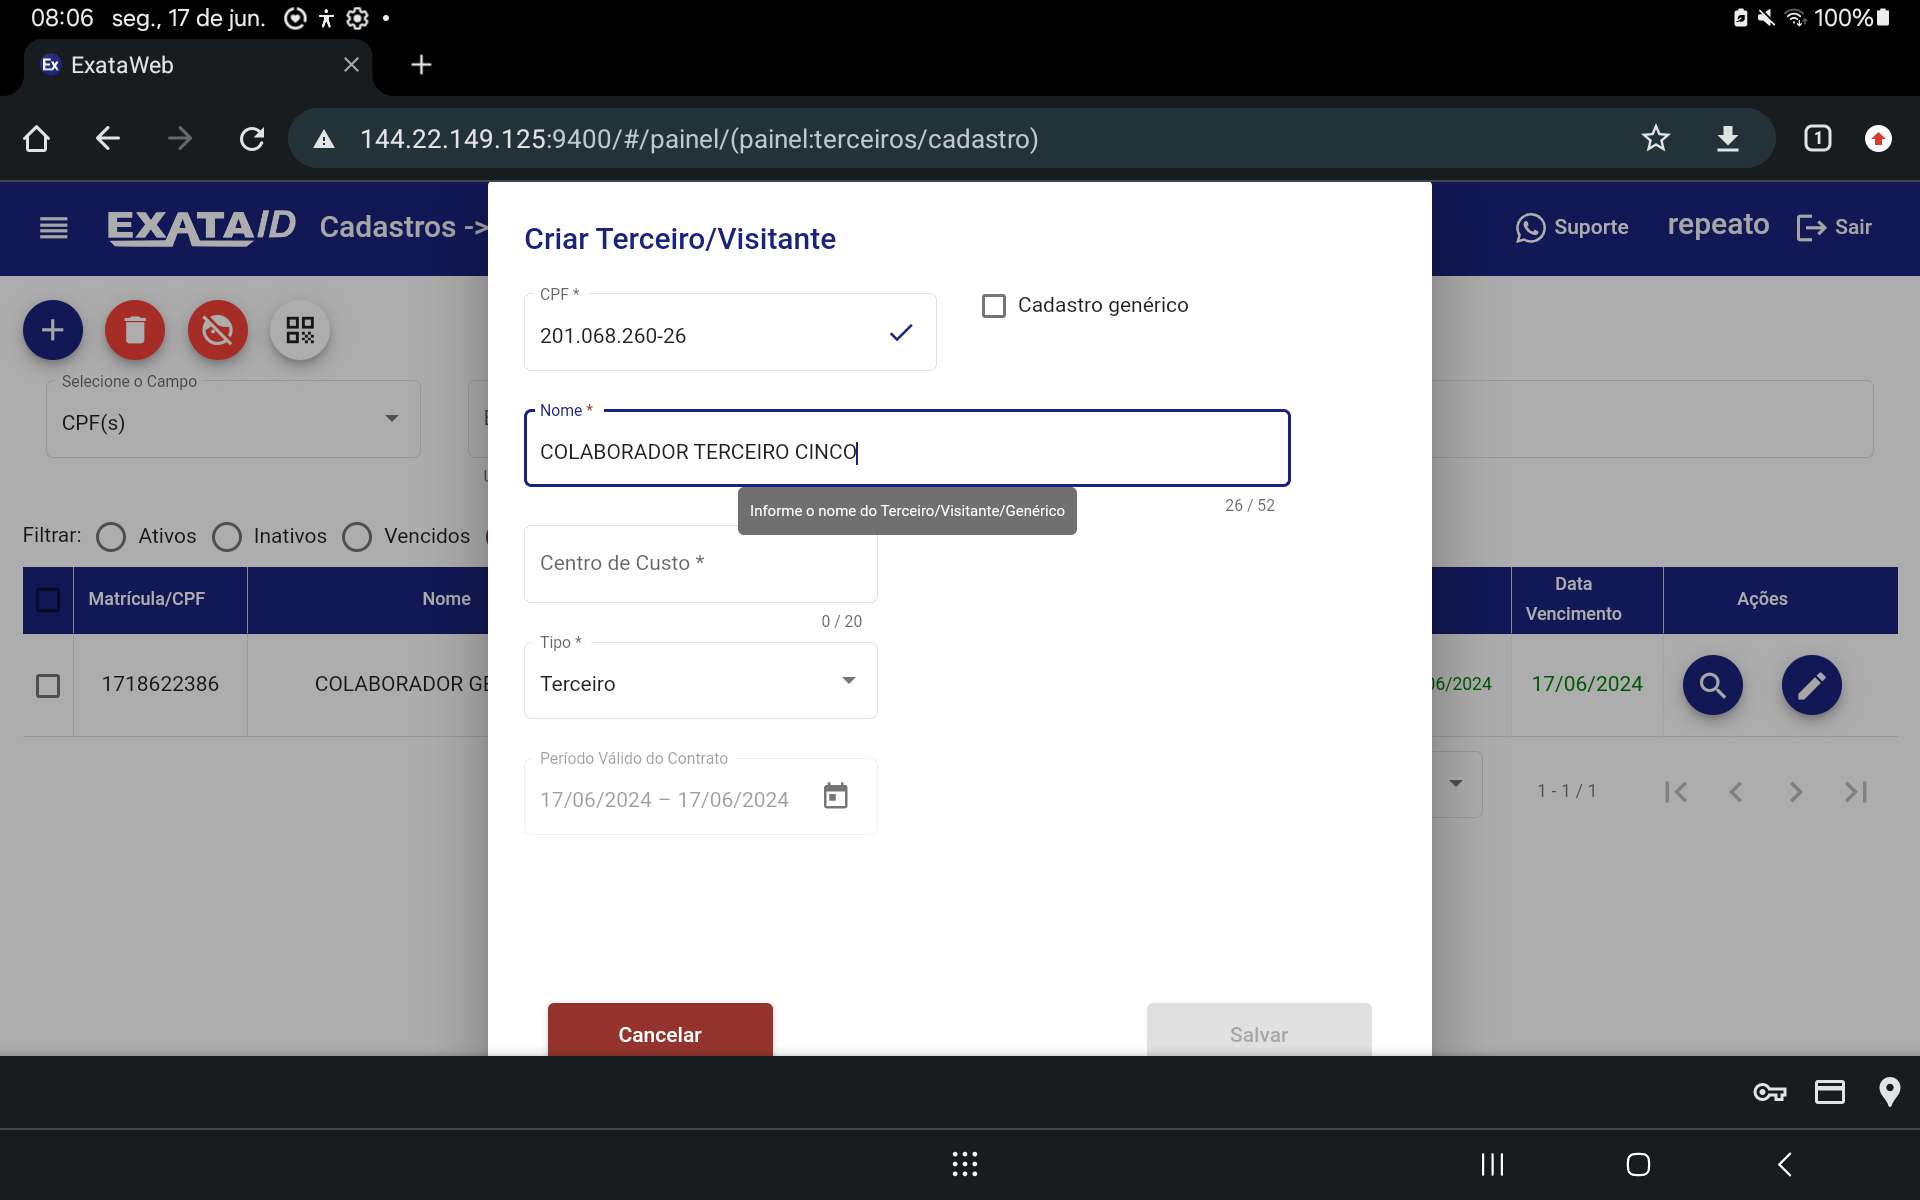 08:06 seg., 17 de jun. 100%
Ex ExataWeb
144.22.149.125:9400/#/painel/(painel:terceiros/cadastro) 1
EXATAID Cadastros -> Suporte repeato Sair
Criar Terceiro/Visitante
CPF *
201.068.260-26
Cadastro genérico
Selecione o Campo
CPF(s)
Nome *
COLABORADOR TERCEIRO CINCO
26 / 52
Informe o nome do Terceiro/Visitante/Genérico
Filtrar: Ativos Inativos Vencidos
Centro de Custo *
0 / 20
Matrícula/CPF Nome Data Vencimento Ações
Tipo *
Terceiro
1718622386 COLABORADOR GE 06/2024 17/06/2024
Período Válido do Contrato
17/06/2024 – 17/06/2024
1 - 1 / 1
Cancelar Salvar